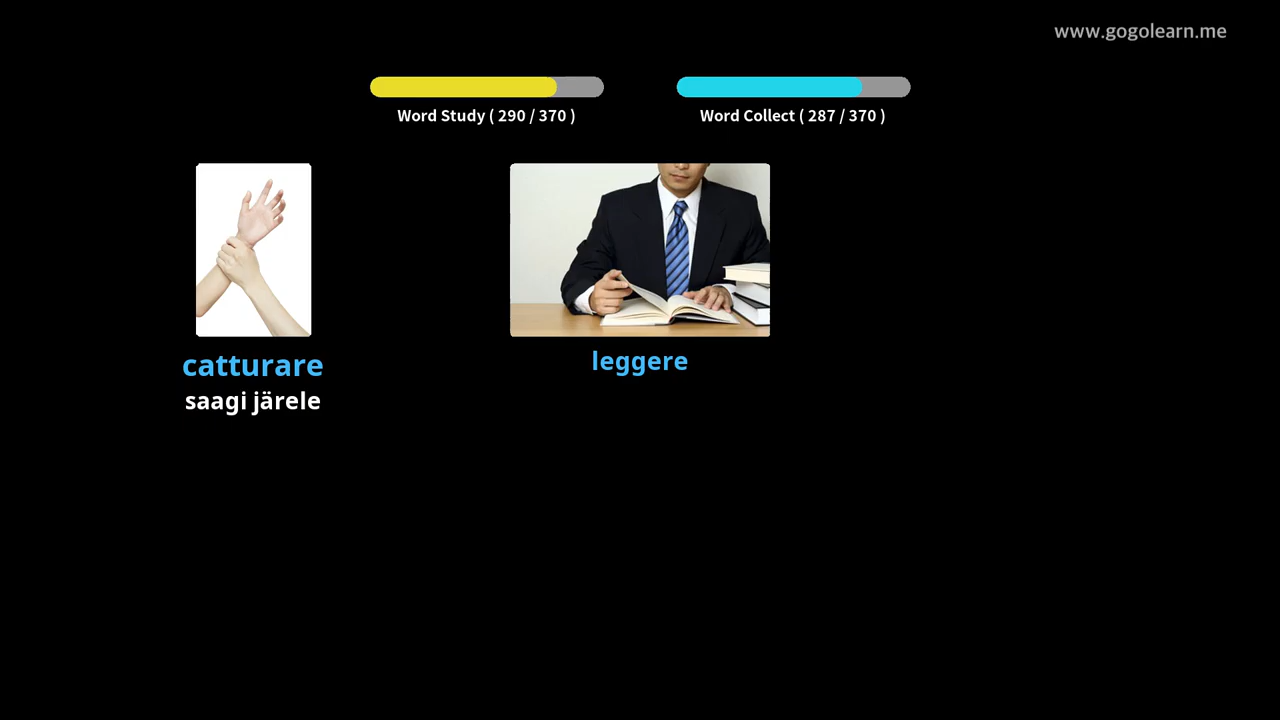 www.gogolearn.me
Word Study ( 290 / 370 )
Word Collect ( 287 / 370 )
catturare
saagi järele
leggere